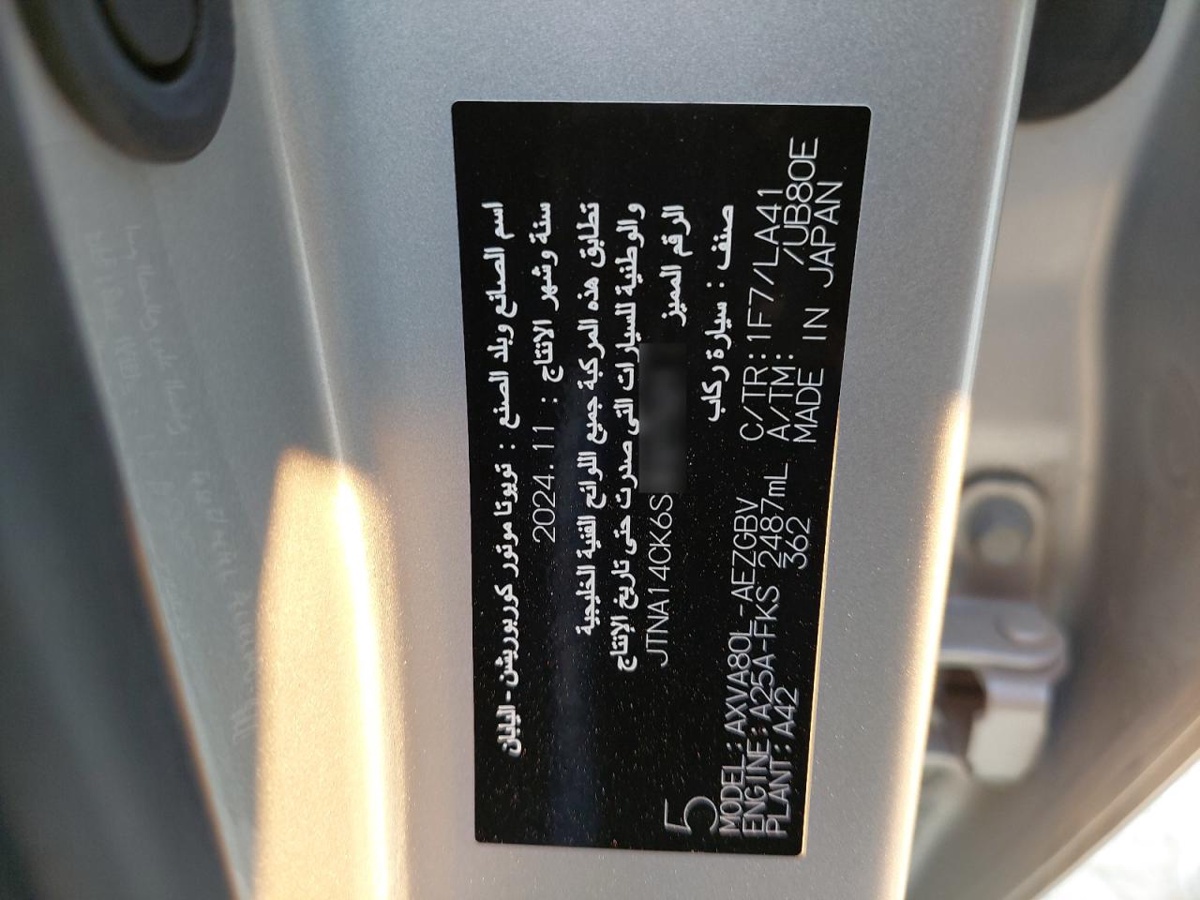 اسم الصانع وبلد الصنع : تويوتا موتور كوربوريشن - اليابان
سنة وشهر الانتاج : 2024.11
تطابق هذه المركبة جميع اللوائح الفنية الخليجية
والوطنية للسيارات التى صدرت حتى تاريخ الإنتاج
الرقم المميز JTNA14CK6S
صنف : سيارة ركاب
5
MODEL : AXVA80L-AEZGBV
C/TR: 1F7/LA41
ENGINE: A25A-FKS 2487mL
A/TM: /UB80E
PLANT: A42 362
MADE IN JAPAN